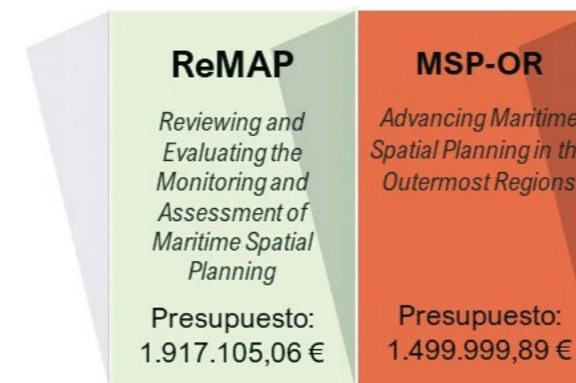 ReMAP
Reviewing and
Evaluating the
Monitoring and
Assessment of
Maritime Spatial
Planning
Presupuesto:
1.917.105,06 €
MSP-OR
Advancing Maritime
Spatial Planning in
Outermost Regions
Presupuesto:
1.499.999,89 €